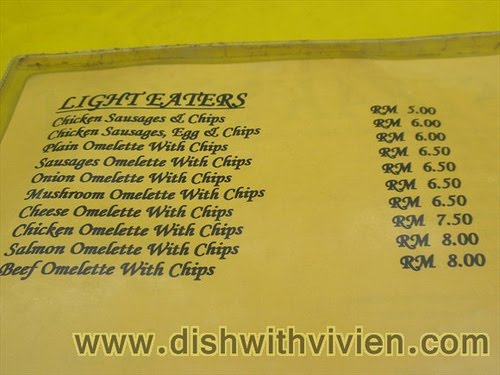 LIGHT EATERS
Chicken Sausages & Chips RM 5.00
Chicken Sausages, Egg & Chips RM 6.00
Plain Omelette With Chips RM 6.00
Sausages Omelette With Chips RM 6.50
Onion Omelette With Chips RM 6.50
Mushroom Omelette With Chips RM 6.50
Cheese Omelette With Chips RM 6.50
Chicken Omelette With Chips RM 7.50
Salmon Omelette With Chips RM 8.00
Beef Omelette With Chips RM 8.00
www.dishwithvivien.com